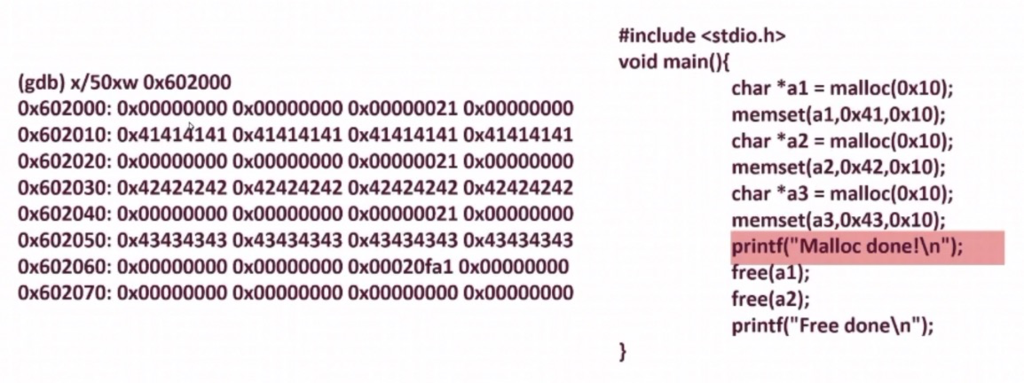 (gdb) x/50xw 0x602000
0x602000: 0x00000000 0x00000000 0x00000021 0x00000000
0x602010: 0x41414141 0x41414141 0x41414141 0x41414141
0x602020: 0x00000000 0x00000000 0x00000021 0x00000000
0x602030: 0x42424242 0x42424242 0x42424242 0x42424242
0x602040: 0x00000000 0x00000000 0x00000021 0x00000000
0x602050: 0x43434343 0x43434343 0x43434343 0x43434343
0x602060: 0x00000000 0x00000000 0x00020fa1 0x00000000
0x602070: 0x00000000 0x00000000 0x00000000 0x00000000
#include <stdio.h>
void main(){
char *a1 = malloc(0x10);
memset(a1,0x41,0x10);
char *a2 = malloc(0x10);
memset(a2,0x42,0x10);
char *a3 = malloc(0x10);
memset(a3,0x43,0x10);
printf("Malloc done!\n");
free(a1);
free(a2);
printf("Free done\n");
}